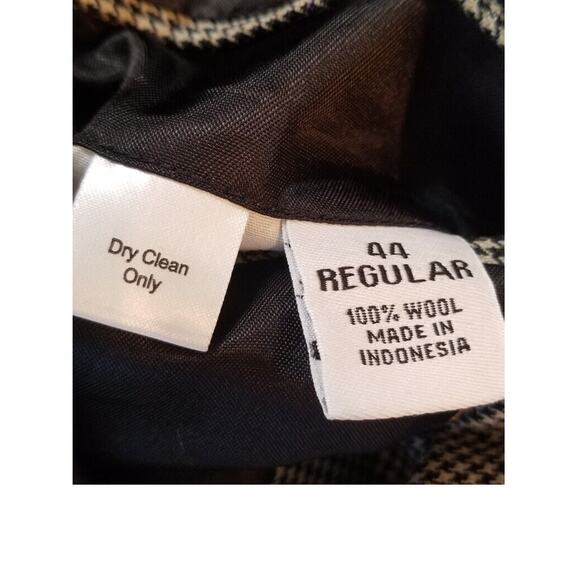 Dry Clean
Only
44
REGULAR
100% WOOL
MADE IN
INDONESIA